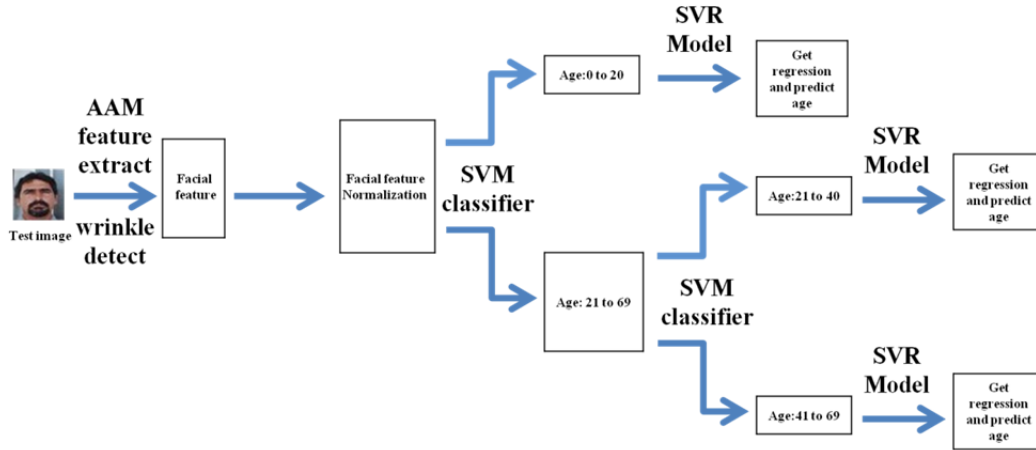 Test image
AAM
feature
extract
wrinkle
detect
Facial
feature
Facial feature
Normalization
SVM
classifier
Age:0 to 20
SVR
Model
Get
regression
and predict
age
Age: 21 to 69
SVM
classifier
Age:21 to 40
SVR
Model
Get
regression
and predict
age
Age:41 to 69
SVR
Model
Get
regression
and predict
age